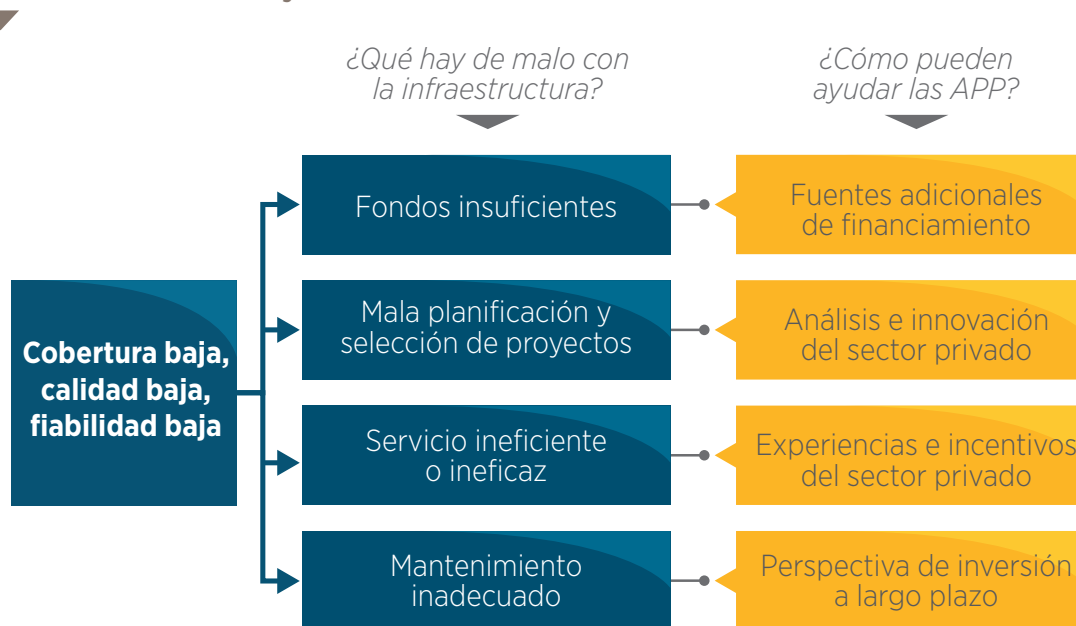 ¿Qué hay de malo con
la infraestructura?
¿Cómo pueden
ayudar las APP?
Cobertura baja,
calidad baja,
fiabilidad baja
Fondos insuficientes
Fuentes adicionales
de financiamiento
Mala planificación y
selección de proyectos
Análisis e innovación
del sector privado
Servicio ineficiente
o ineficaz
Experiencias e incentivos
del sector privado
Mantenimiento
inadecuado
Perspectiva de inversión
a largo plazo